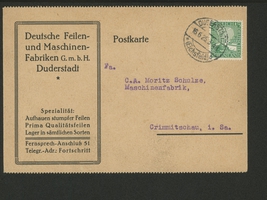 Deutsche Feilen-
und Maschinen-
Fabriken G. m. b. H.
Duderstadt
Spezialität:
Aufhauen stumpfer Feilen
Prima Qualitätsfeilen
Lager in sämtlichen Sorten
Fernsprech-Anschluß 51
Telegr.-Adr.: Fortschritt
Postkarte
Fa.
C.A. Moritz Schulze,
Maschinenfabrik,
Crimmitschau, i. Sa.